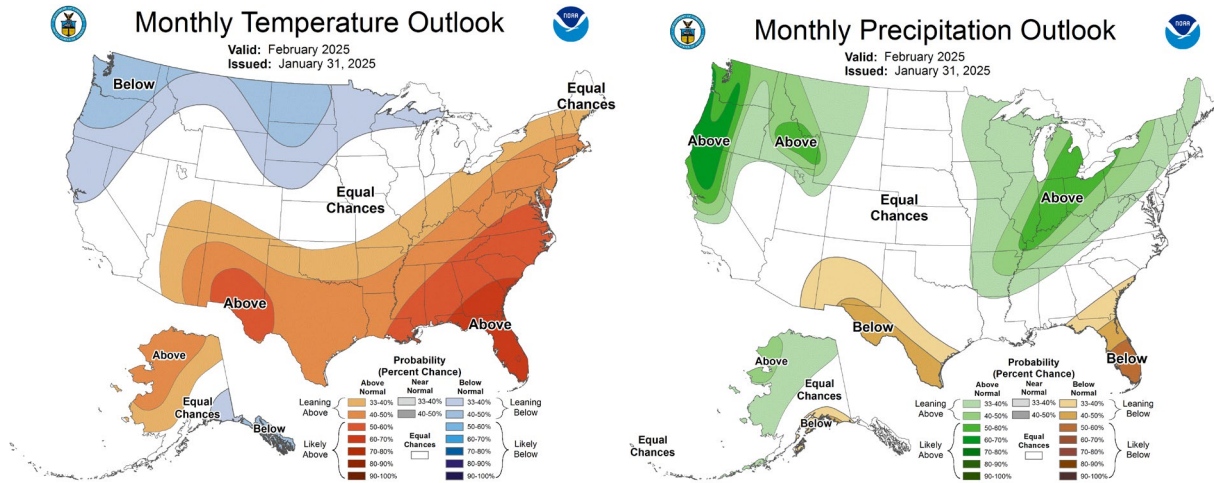 Monthly Temperature Outlook
Valid: February 2025
Issued: January 31, 2025
NOAA
Below
Equal
Chances
Equal
Chances
Above
Above
Above
Equal
Chances
Below
Probability
(Percent Chance)
Above
Normal
Near
Normal
Below
Normal
Leaning
Above
33-40%
33-40%
33-40%
Leaning
Below
40-50%
40-50%
40-50%
Likely
Above
50-60%
50-60%
Likely
Below
60-70%
Equal
Chances
60-70%
70-80%
70-80%
80-90%
80-90%
90-100%
90-100%
Monthly Precipitation Outlook
Valid: February 2025
Issued: January 31, 2025
NOAA
Above
Above
Equal
Chances
Above
Below
Below
Above
Equal
Chances
Below
Equal
Chances
Probability
(Percent Chance)
Above
Normal
Near
Normal
Below
Normal
Leaning
Above
33-40%
33-40%
33-40%
Leaning
Below
40-50%
40-50%
40-50%
Likely
Above
50-60%
50-60%
Likely
Below
60-70%
Equal
Chances
60-70%
70-80%
70-80%
80-90%
80-90%
90-100%
90-100%